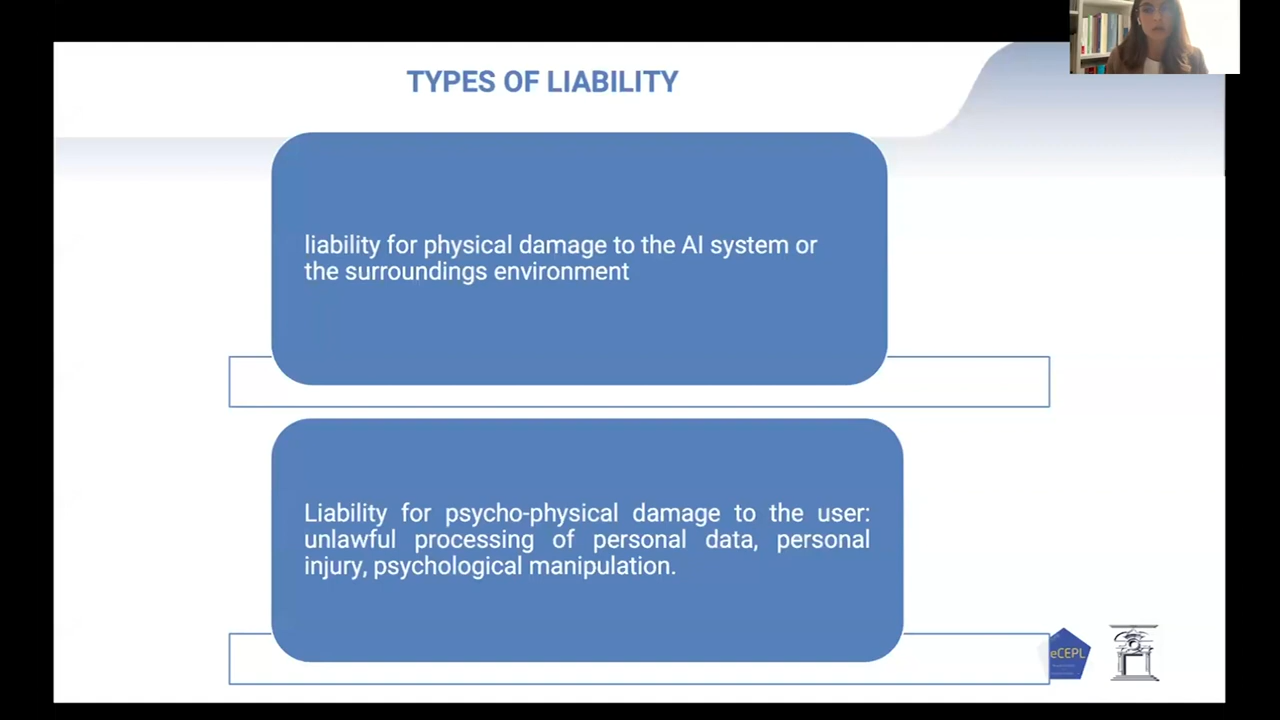 TYPES OF LIABILITY
liability for physical damage to the AI system or
the surroundings environment
Liability for psycho-physical damage to the user:
unlawful processing of personal data, personal
injury, psychological manipulation.
eCEPL